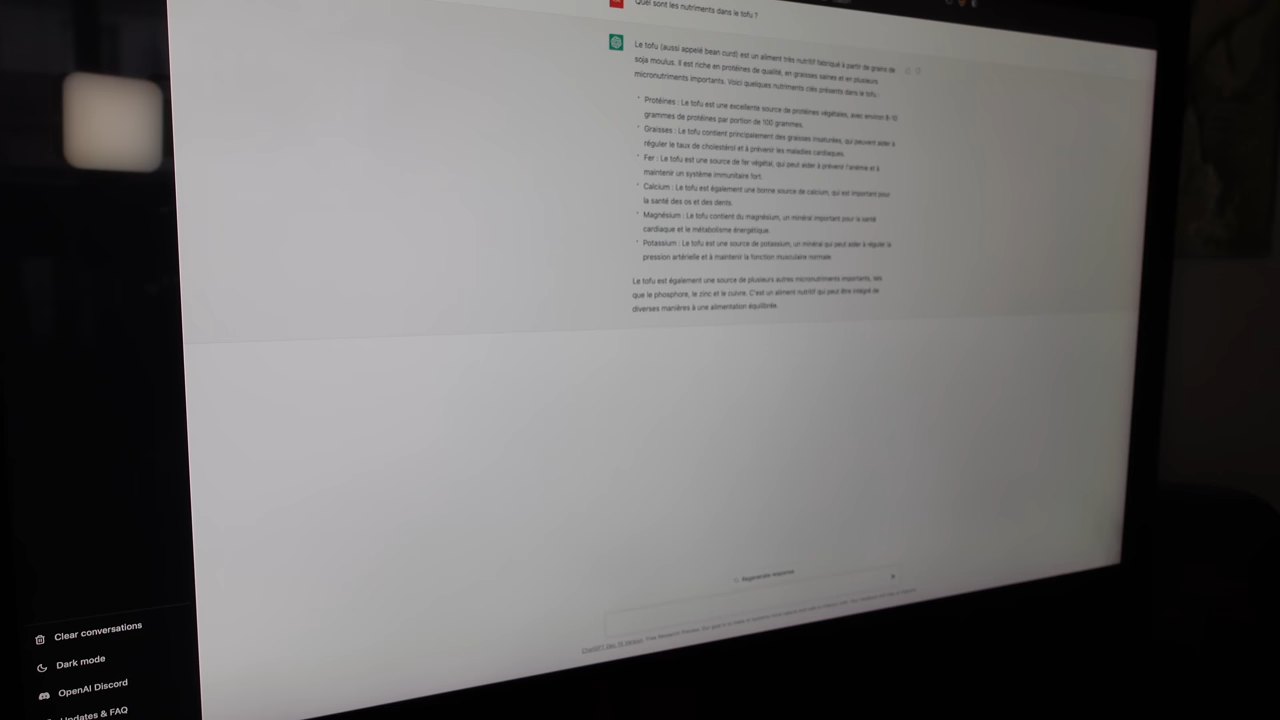 Quel sont les nutriments dans le tofu ?
Le tofu (aussi appelé bean curd) est un aliment très nutritif fabriqué à partir de grains de
soja moulus. Il est riche en protéines de qualité, en graisses saines et en plusieurs
micronutriments importants. Voici quelques nutriments clés présents dans le tofu :
• Protéines : Le tofu est une excellente source de protéines végétales, avec environ 8-10
grammes de protéines par portion de 100 grammes.
• Graisses : Le tofu contient principalement des graisses insaturées, qui peuvent aider à
réguler le taux de cholestérol et à prévenir les maladies cardiaques.
• Fer : Le tofu est une source de fer végétal, qui peut aider à prévenir l'anémie et à
maintenir un système immunitaire fort.
• Calcium : Le tofu est également une bonne source de calcium, qui est important pour
la santé des os et des dents.
• Magnésium : Le tofu contient du magnésium, un minéral important pour la santé
cardiaque et le métabolisme énergétique.
• Potassium : Le tofu est une source de potassium, un minéral qui peut aider à réguler la
pression artérielle et à maintenir la fonction musculaire normale.
Le tofu est également une source de plusieurs autres micronutriments importants, tels
que le phosphore, le zinc et le cuivre. C'est un aliment nutritif qui peut être intégré de
diverses manières à une alimentation équilibrée.
Regenerate response
Free Research Preview.
Clear conversations
Dark mode
OpenAI Discord
Updates & FAQ